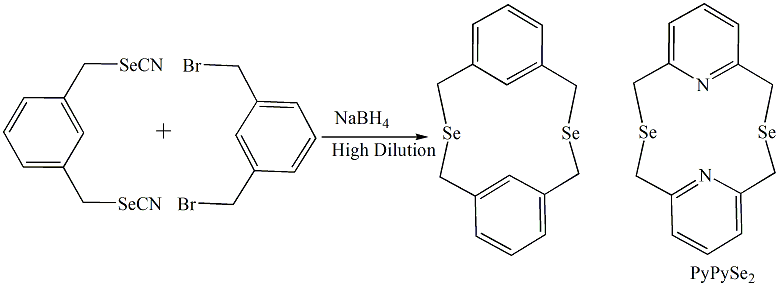 SeCN
Br
N
NaBH4
+
Se
Se
Se
Se
High Dilution
N
SeCN
Br
PyPySe2